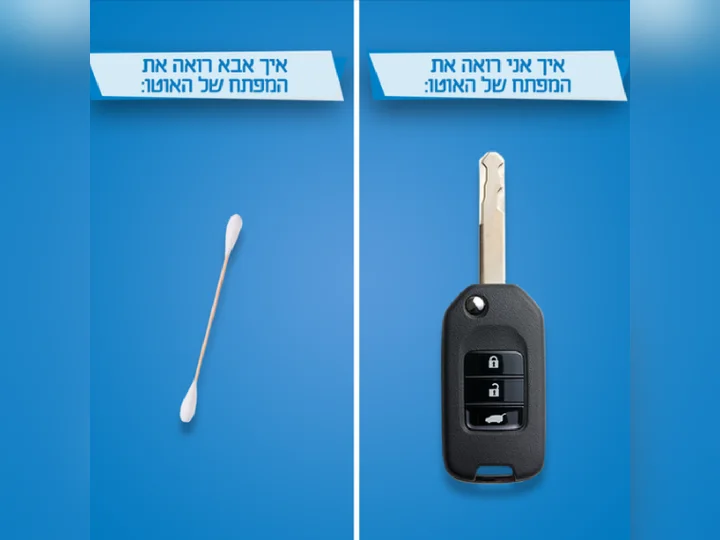 איך אני רואה את
המפתח של האוטו:
איך אבא רואה את
המפתח של האוטו: